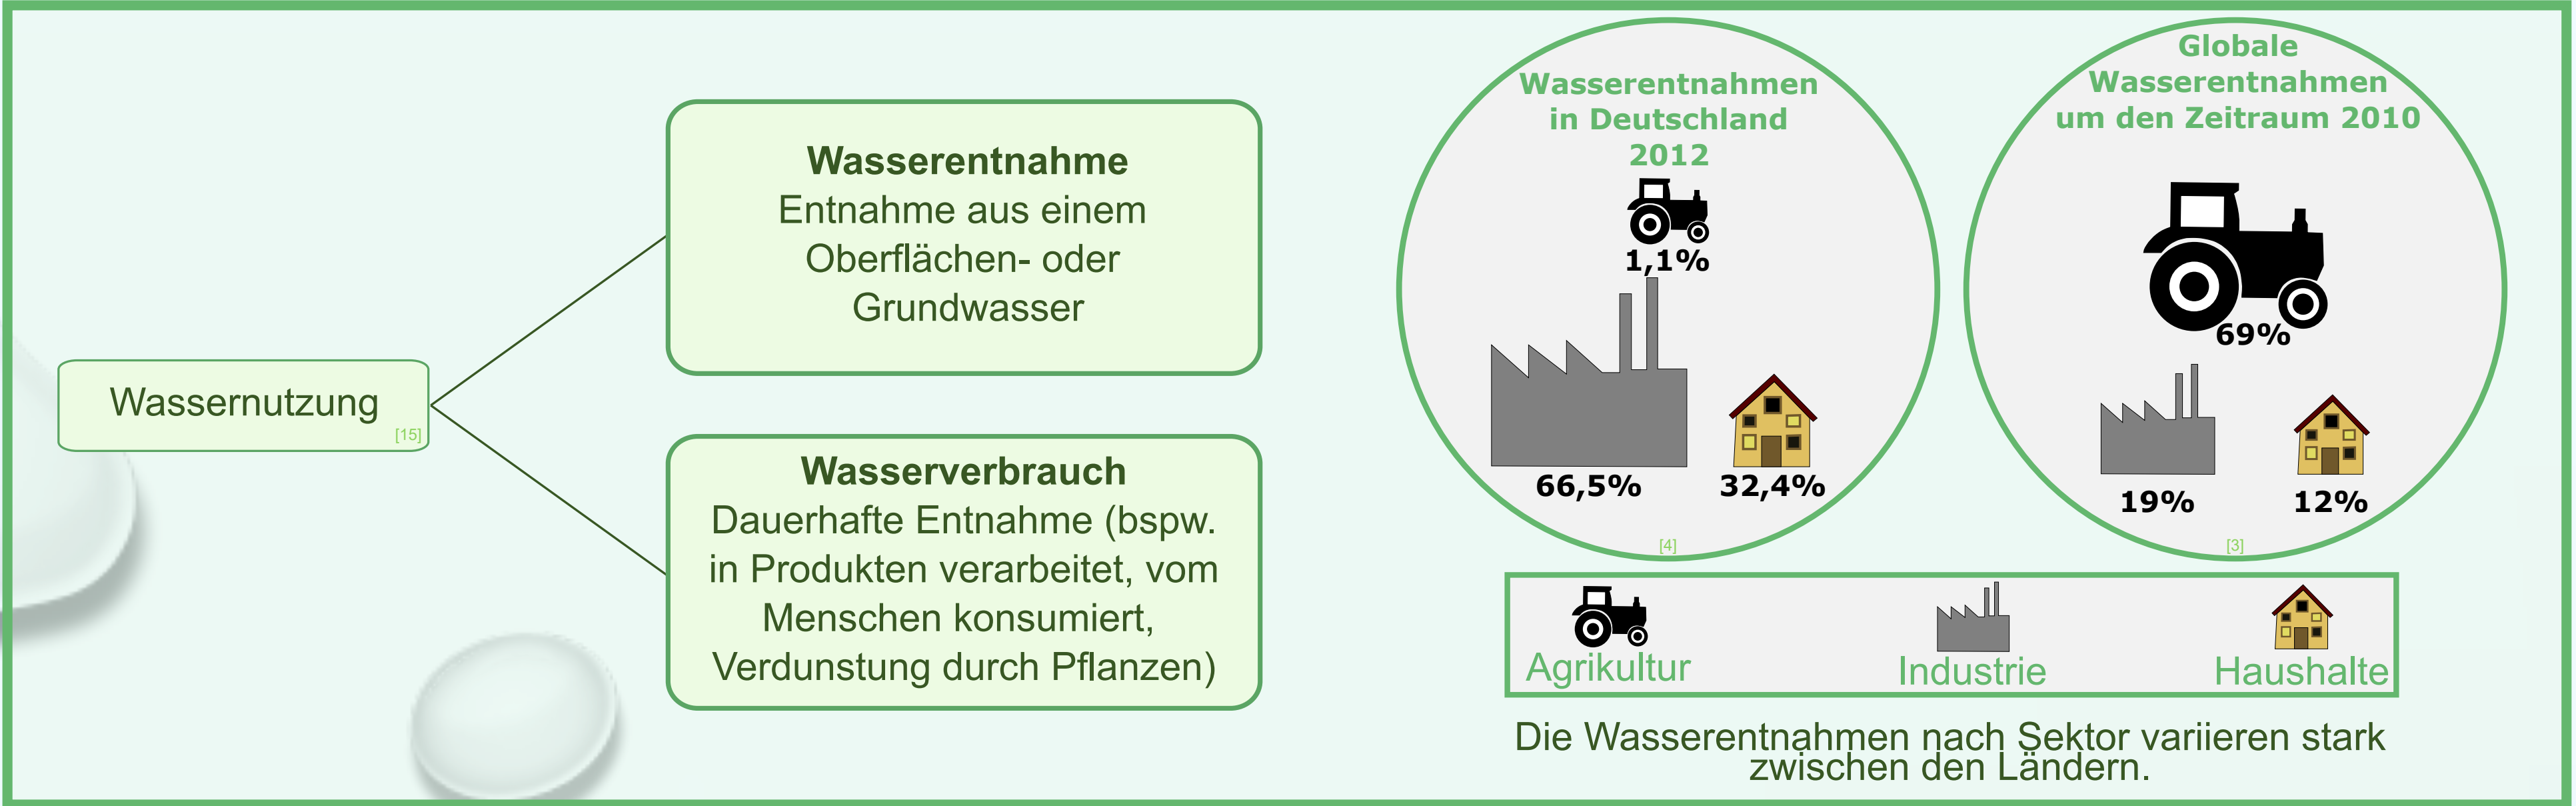 Wassernutzung
[15]
Wasserentnahme
Entnahme aus einem
Oberflächen- oder
Grundwasser
Wasserverbrauch
Dauerhafte Entnahme (bspw.
in Produkten verarbeitet, vom
Menschen konsumiert,
Verdunstung durch Pflanzen)
Wasserentnahmen
in Deutschland
2012
1,1%
66,5%
32,4%
[4]
Globale
Wasserentnahmen
um den Zeitraum 2010
69%
19%
12%
[3]
Agrikultur
Industrie
Haushalte
Die Wasserentnahmen nach Sektor variieren stark
zwischen den Ländern.